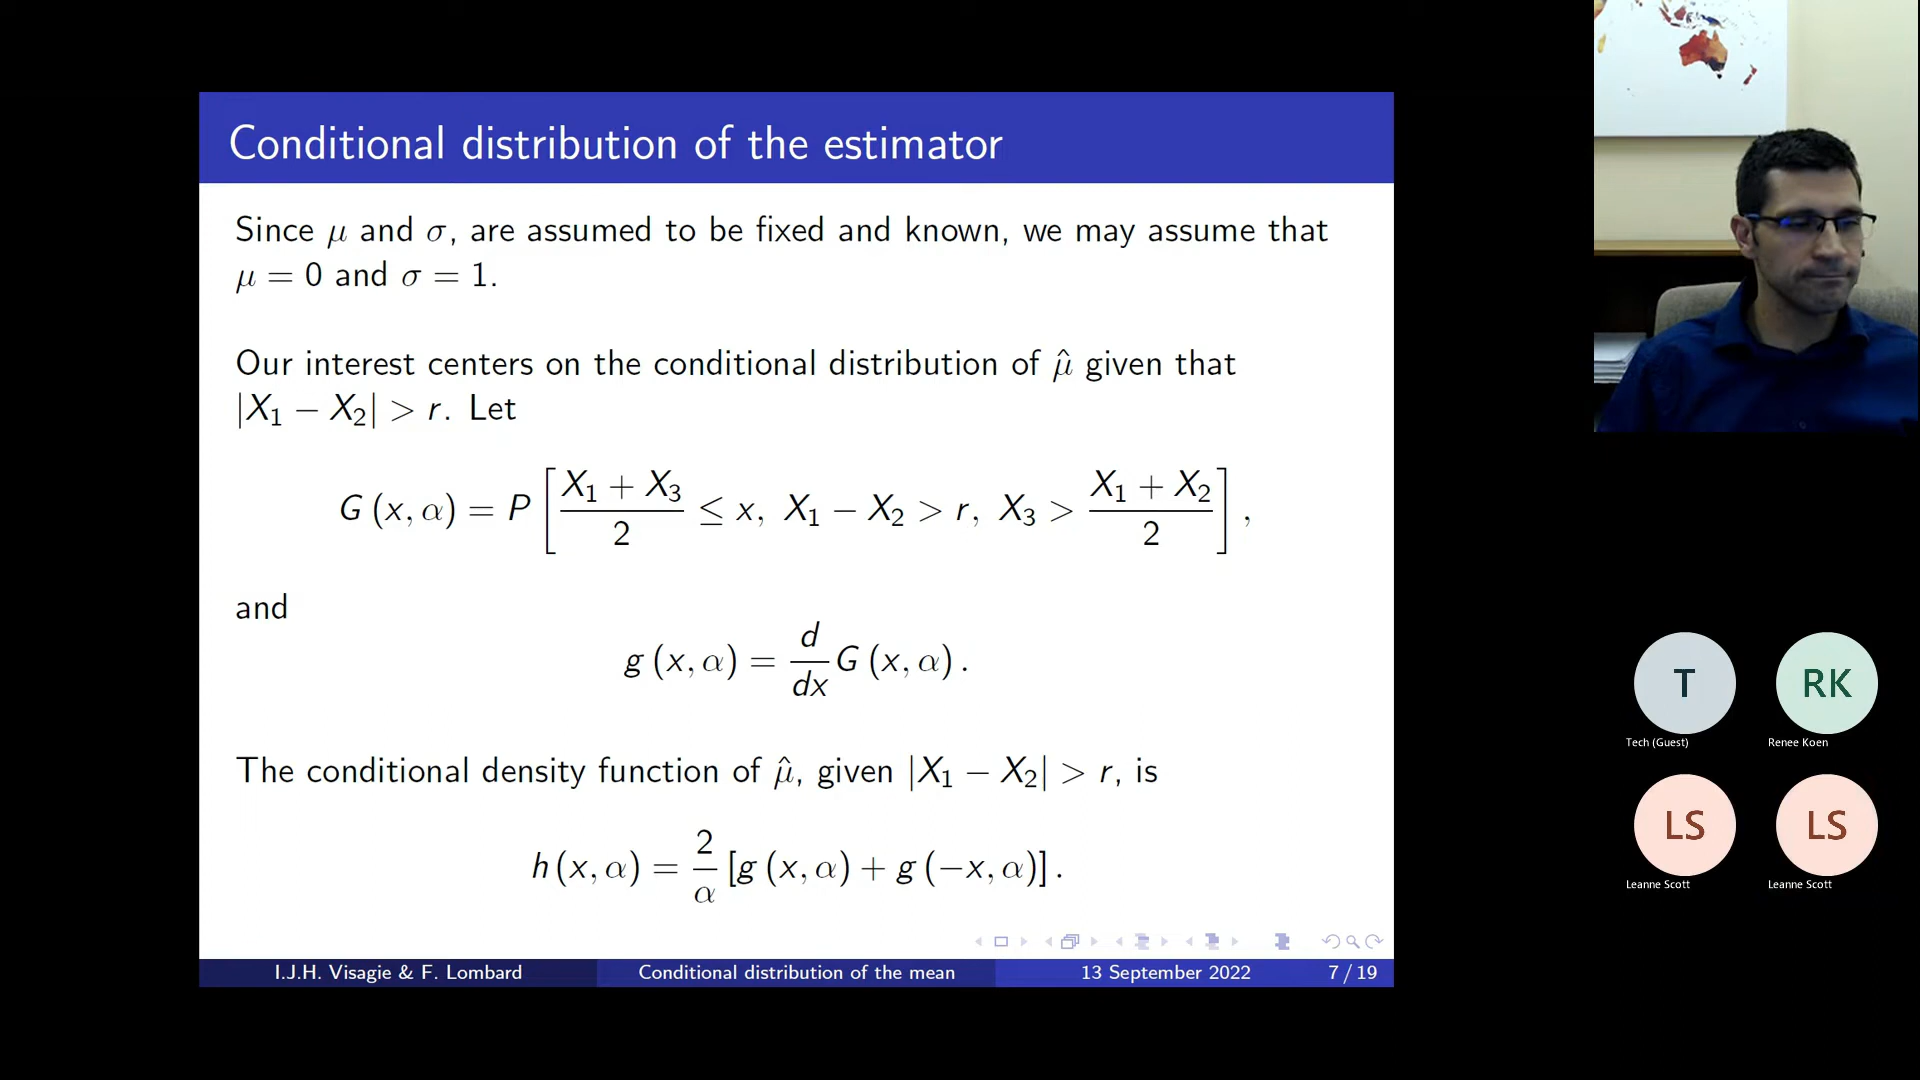 Conditional distribution of the estimator
Since μ and σ, are assumed to be fixed and known, we may assume that
μ = 0 and σ = 1.
Our interest centers on the conditional distribution of μ̂ given that
|X₁ − X₂| > r. Let
G (x, α) = P [ (X₁ + X₃)/2 ≤ x, X₁ − X₂ > r, X₃ > (X₁ + X₂)/2 ] ,
and
g (x, α) = d/dx G (x, α) .
The conditional density function of μ̂, given |X₁ − X₂| > r, is
h (x, α) = 2/α [g (x, α) + g (−x, α)] .
I.J.H. Visagie & F. Lombard Conditional distribution of the mean 13 September 2022 7 / 19
T RK
Tech (Guest) Renee Koen
LS LS
Leanne Scott Leanne Scott